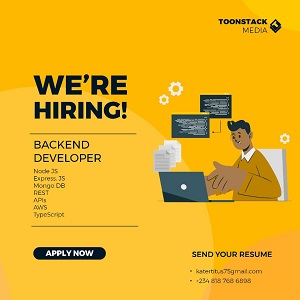 TOONSTACK
MEDIA
WE'RE
HIRING!
BACKEND
DEVELOPER
Node JS
Express. JS
Mongo DB
REST
APIs
AWS
TypeScript
APPLY NOW
SEND YOUR RESUME
katertitus75gmail.com
+234 818 768 6898